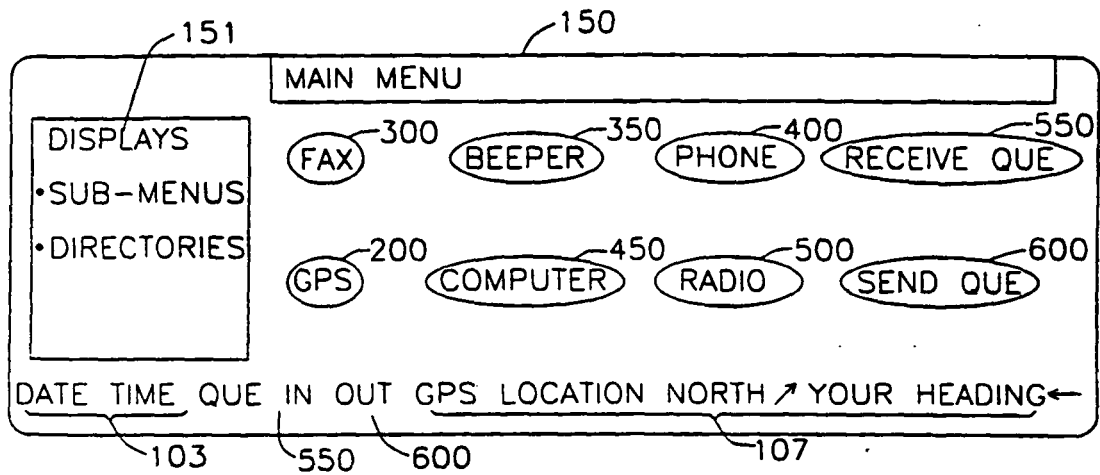 151
150
MAIN MENU
DISPLAYS
•SUB-MENUS
•DIRECTORIES
300
350
400
550
FAX
BEEPER
PHONE
RECEIVE QUE
200
450
500
600
GPS
COMPUTER
RADIO
SEND QUE
DATE TIME QUE IN OUT GPS LOCATION NORTH↗ YOUR HEADING←
103
550
600
107